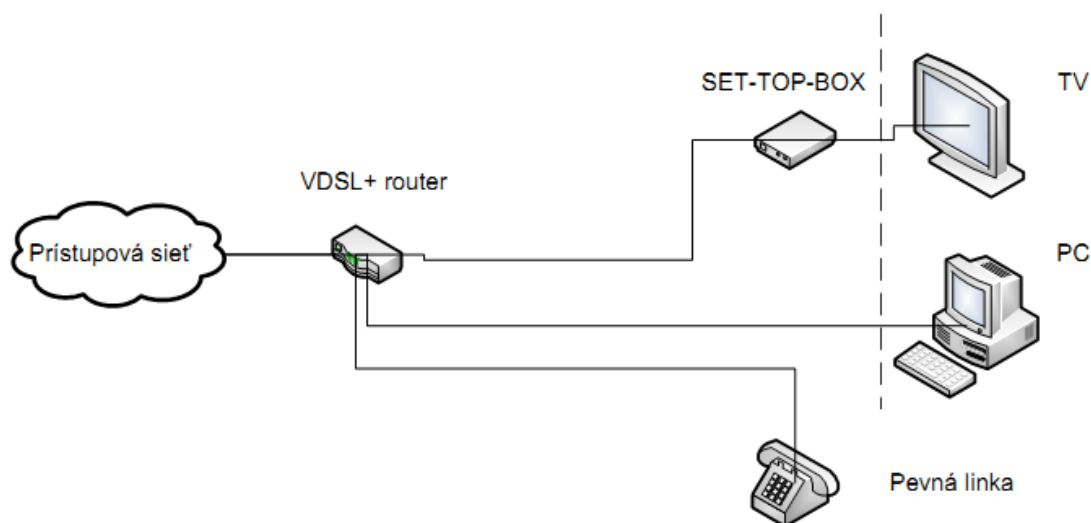 SET-TOP-BOX
TV
VDSL+ router
Prístupová sieť
PC
Pevná linka